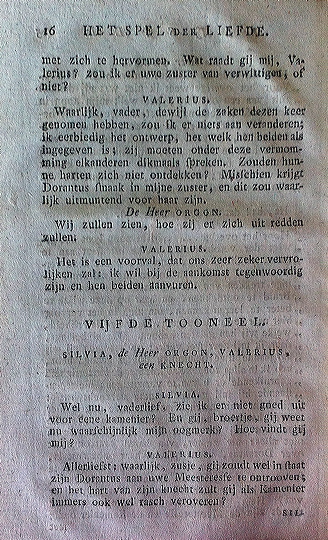 16 HET SPEL DER LIEFDE.
met zich te hervormen. Wat raadt gij mij, Va-
lerius? zou ik er uwe zuster van verwittigen, of
niet?
VALERIUS.
Waarlijk, vader, dewijl de zaken dezen keer
genomen hebben, zou ik er niets aan veranderen;
ik eerbiedig het ontwerp, het welk hen beiden als
ingegeven is; zij moeten onder deze vermom-
ming elkanderen dikmaals ſpreken. Zouden hun-
ne harten zich niet ontdekken? Misſchien krijgt
Dorantus ſmaak in mijne zuster, en dit zou waar-
lijk uitmuntend voor haar zijn.
De Heer ORGON.
Wij zullen zien, hoe zij er zich uit redden
zullen.
VALERIUS.
Het is een voorval, dat ons zeer zeker vervro-
lijken zal: ik wil bij de aankomst tegenwoordig
zijn en hen beiden aanvuren.
VIJFDE TOONEEL.
SILVIA, de Heer ORGON, VALERIUS,
een KNECHT.
SILVIA.
Wel nu, vaderlief, zie ik er niet goed uit
voor eene kamenier? En gij, broertje, gij weet
nu waarſchijnlijk mijn oogmerk? Hoe vindt gij
mij?
VALERIUS.
Allerliefst; waarlijk, zusje, gij zoudt wel in ſtaat
zijn Dorantus aan uwe Meesteresſe te ontrooven;
en het hart van zijn knecht zult gij als Kamenier
immers ook wel rasch veroveren?
SIL-